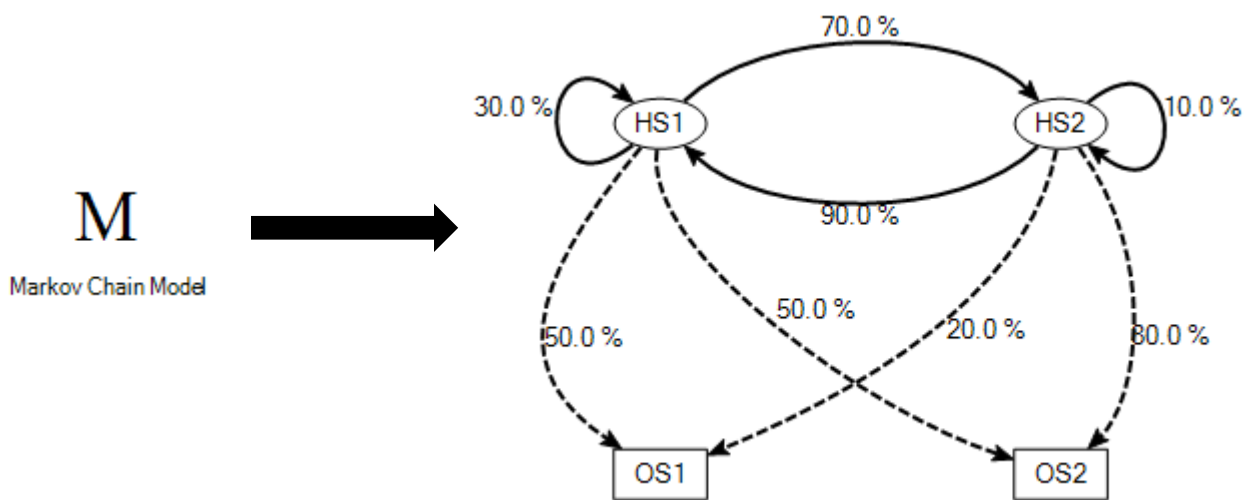 70.0 %
30.0 %
HS1
HS2
10.0 %
M
90.0 %
Markov Chain Model
50.0 %
50.0 %
20.0 %
80.0 %
OS1
OS2